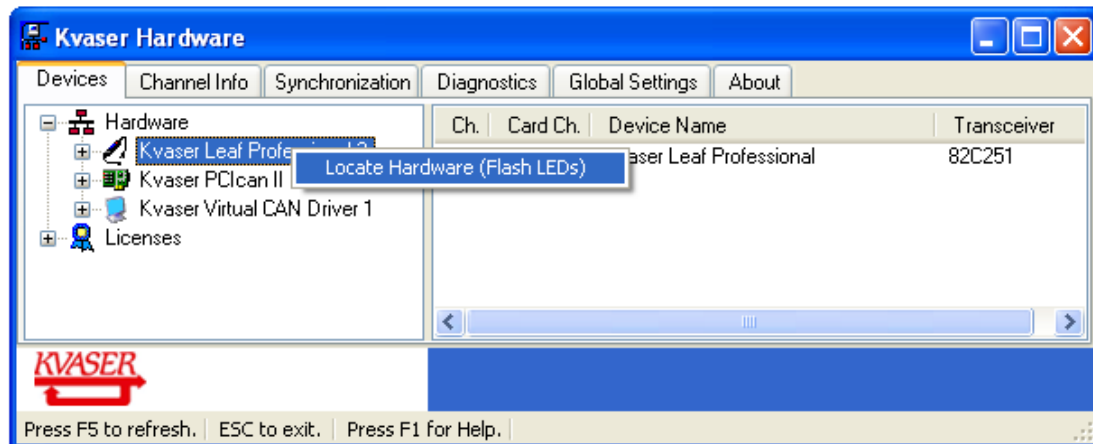 Kvaser Hardware
Devices Channel Info Synchronization Diagnostics Global Settings About
Hardware
Kvaser Leaf
Locate Hardware (Flash LEDs)
Kvaser PCIcan II
Kvaser Virtual CAN Driver 1
Licenses
Ch. Card Ch. Device Name Transceiver
Leaf Professional 82C251
KVASER
Press F5 to refresh. ESC to exit. Press F1 for Help.